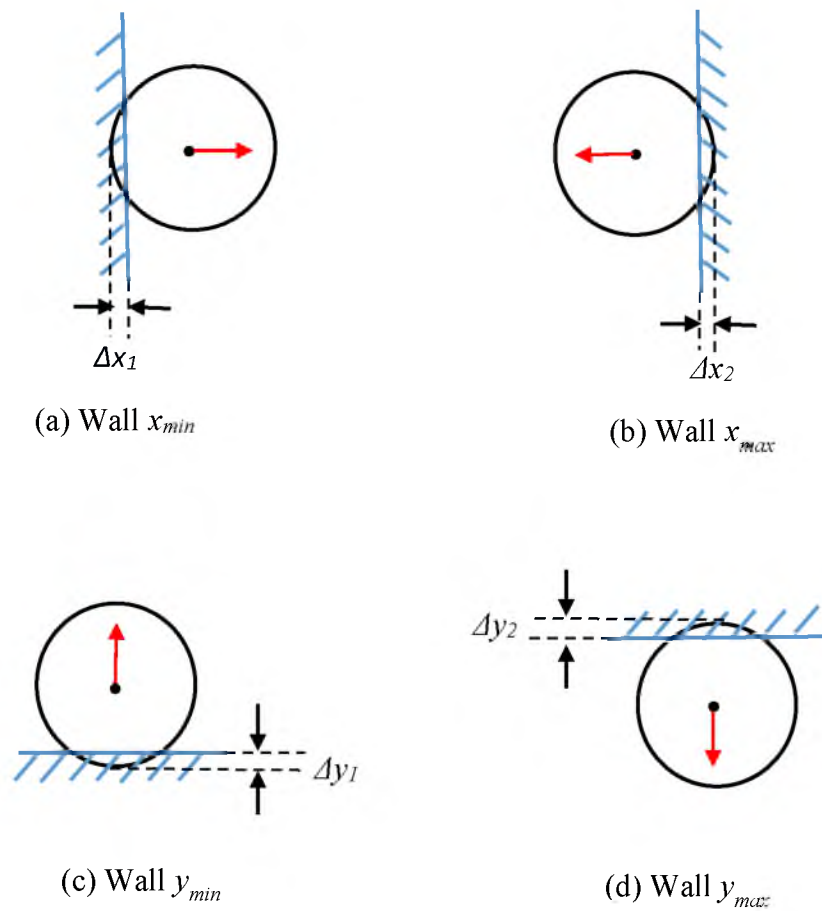 Δx1
Δx2
(a) Wall xmin
(b) Wall xmax
Δy2
Δy1
(c) Wall ymin
(d) Wall ymax